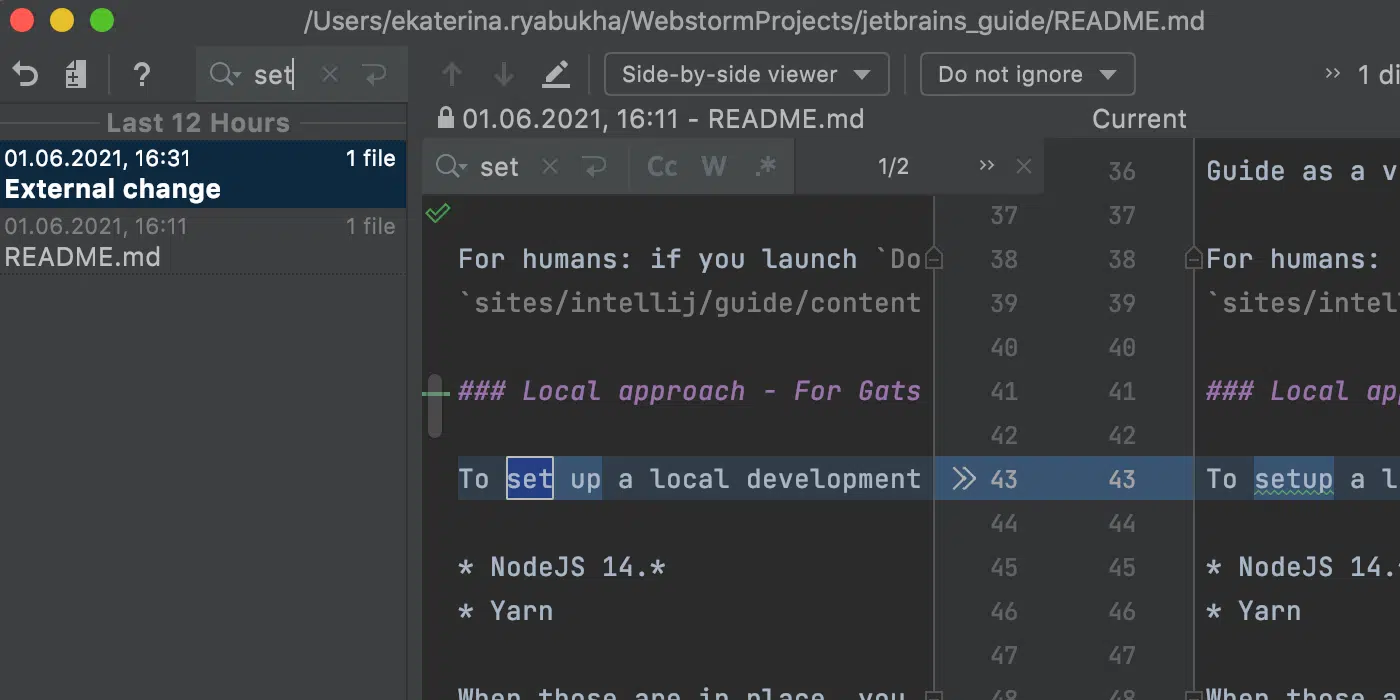 /Users/ekaterina.ryabukha/WebstormProjects/jetbrains_guide/README.md
? set Side-by-side viewer Do not ignore 1 di
Last 12 Hours
01.06.2021, 16:31 1 file
External change
01.06.2021, 16:11 1 file
README.md
01.06.2021, 16:11 - README.md Current
set Cc W .* 1/2
36 Guide as a v
37 37
For humans: if you launch `Do 38 38 For humans:
`sites/intellij/guide/content 39 39 `sites/intel
40 40
### Local approach - For Gats 41 41 ### Local ap
42 42
To set up a local development 43 43 To setup a l
44 44
* NodeJS 14.* 45 45 * NodeJS 14.
* Yarn 46 46 * Yarn
47 47
When those are in place, you 48 48 When those a